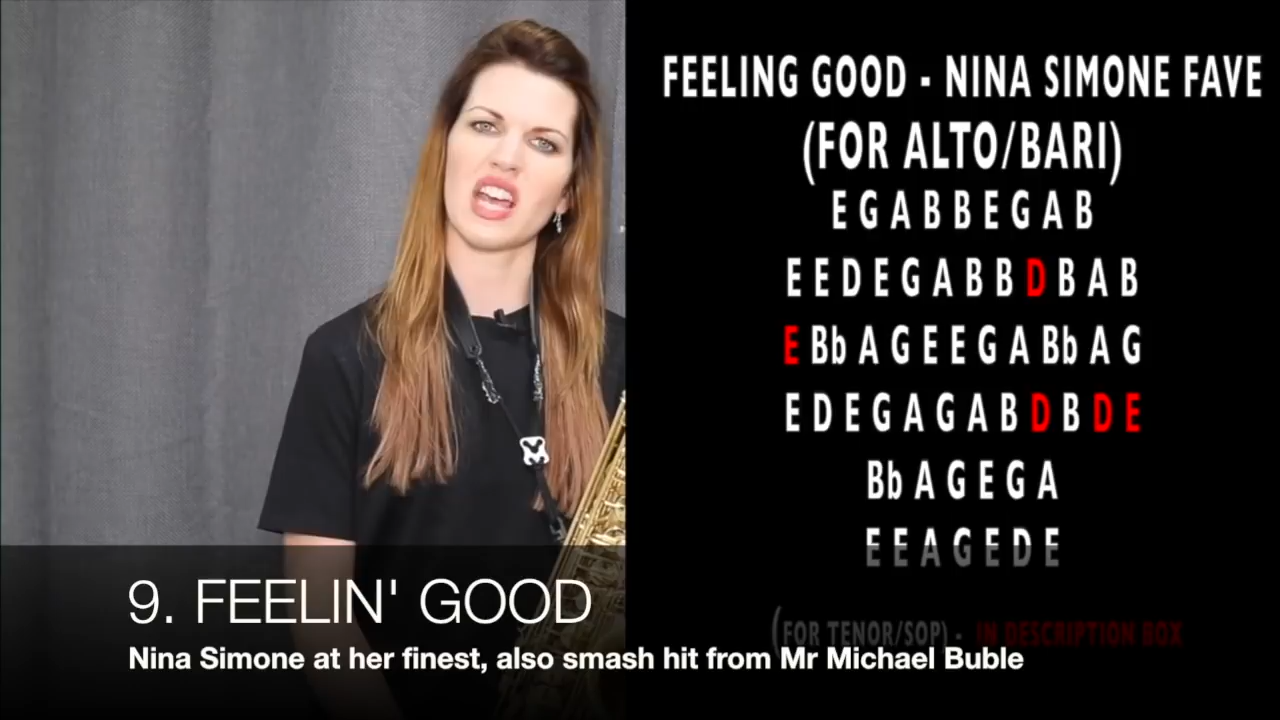 FEELING GOOD - NINA SIMONE FAVE
(FOR ALTO/BARI)
E G A B B E G A B
E E D E G A B B D B A B
E Bb A G E E G A Bb A G
E D E G A G A B D B D E
Bb A G E G A
E E A G E D E
(FOR TENOR/SOP) - IN DESCRIPTION BOX
9. FEELIN' GOOD
Nina Simone at her finest, also smash hit from Mr Michael Buble